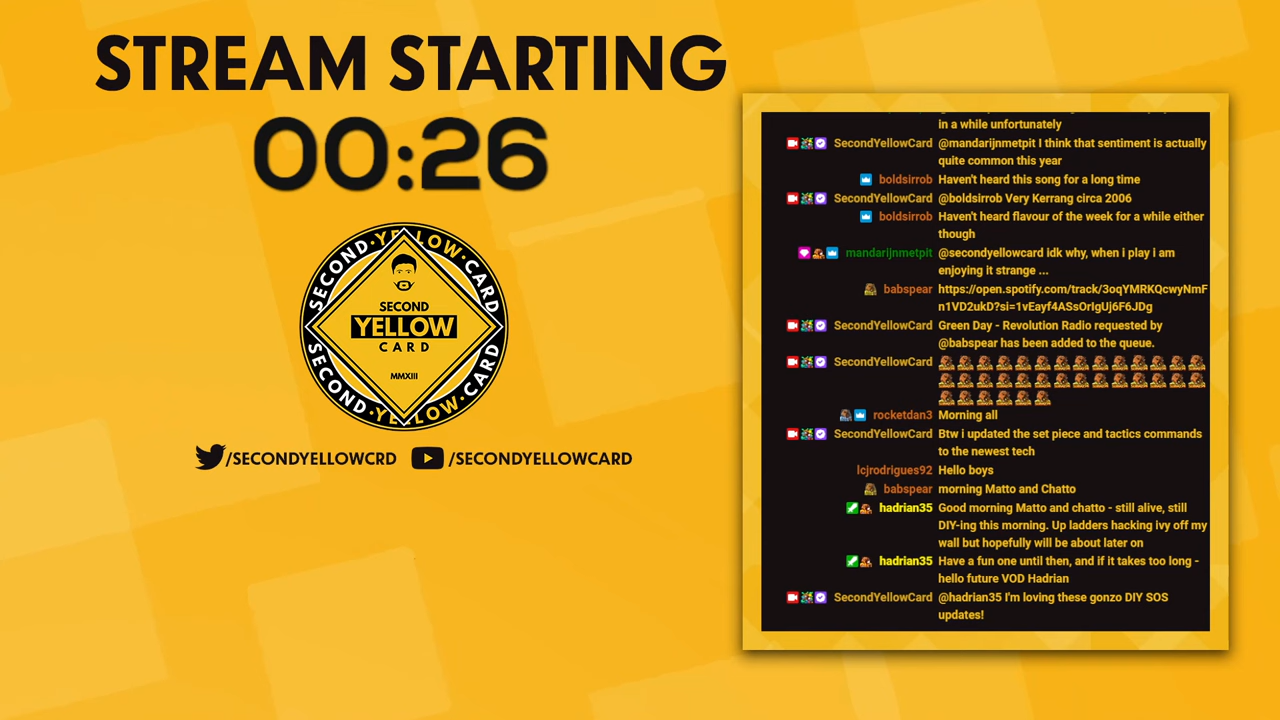 STREAM STARTING
00:26
SECOND·YELLOW·CARD
SECOND
YELLOW
CARD
MMXIII
SECOND·YELLOW·CARD
/SECONDYELLOWCRD /SECONDYELLOWCARD
in a while unfortunately
SecondYellowCard @mandarijnmetpit I think that sentiment is actually
quite common this year
boldsirrob Haven't heard this song for a long time
SecondYellowCard @boldsirrob Very Kerrang circa 2006
boldsirrob Haven't heard flavour of the week for a while either
though
mandarijnmetpit @secondyellowcard idk why, when i play i am
enjoying it strange ...
babspear https://open.spotify.com/track/3oqYMRKQcwyNmF
n1VD2ukD?si=1vEayf4ASsOrIgUj6F6JDg
SecondYellowCard Green Day - Revolution Radio requested by
@babspear has been added to the queue.
SecondYellowCard
rocketdan3 Morning all
SecondYellowCard Btw i updated the set piece and tactics commands
to the newest tech
lcjrodrigues92 Hello boys
babspear morning Matto and Chatto
hadrian35 Good morning Matto and chatto - still alive, still
DIY-ing this morning. Up ladders hacking ivy off my
wall but hopefully will be about later on
hadrian35 Have a fun one until then, and if it takes too long -
hello future VOD Hadrian
SecondYellowCard @hadrian35 I'm loving these gonzo DIY SOS
updates!